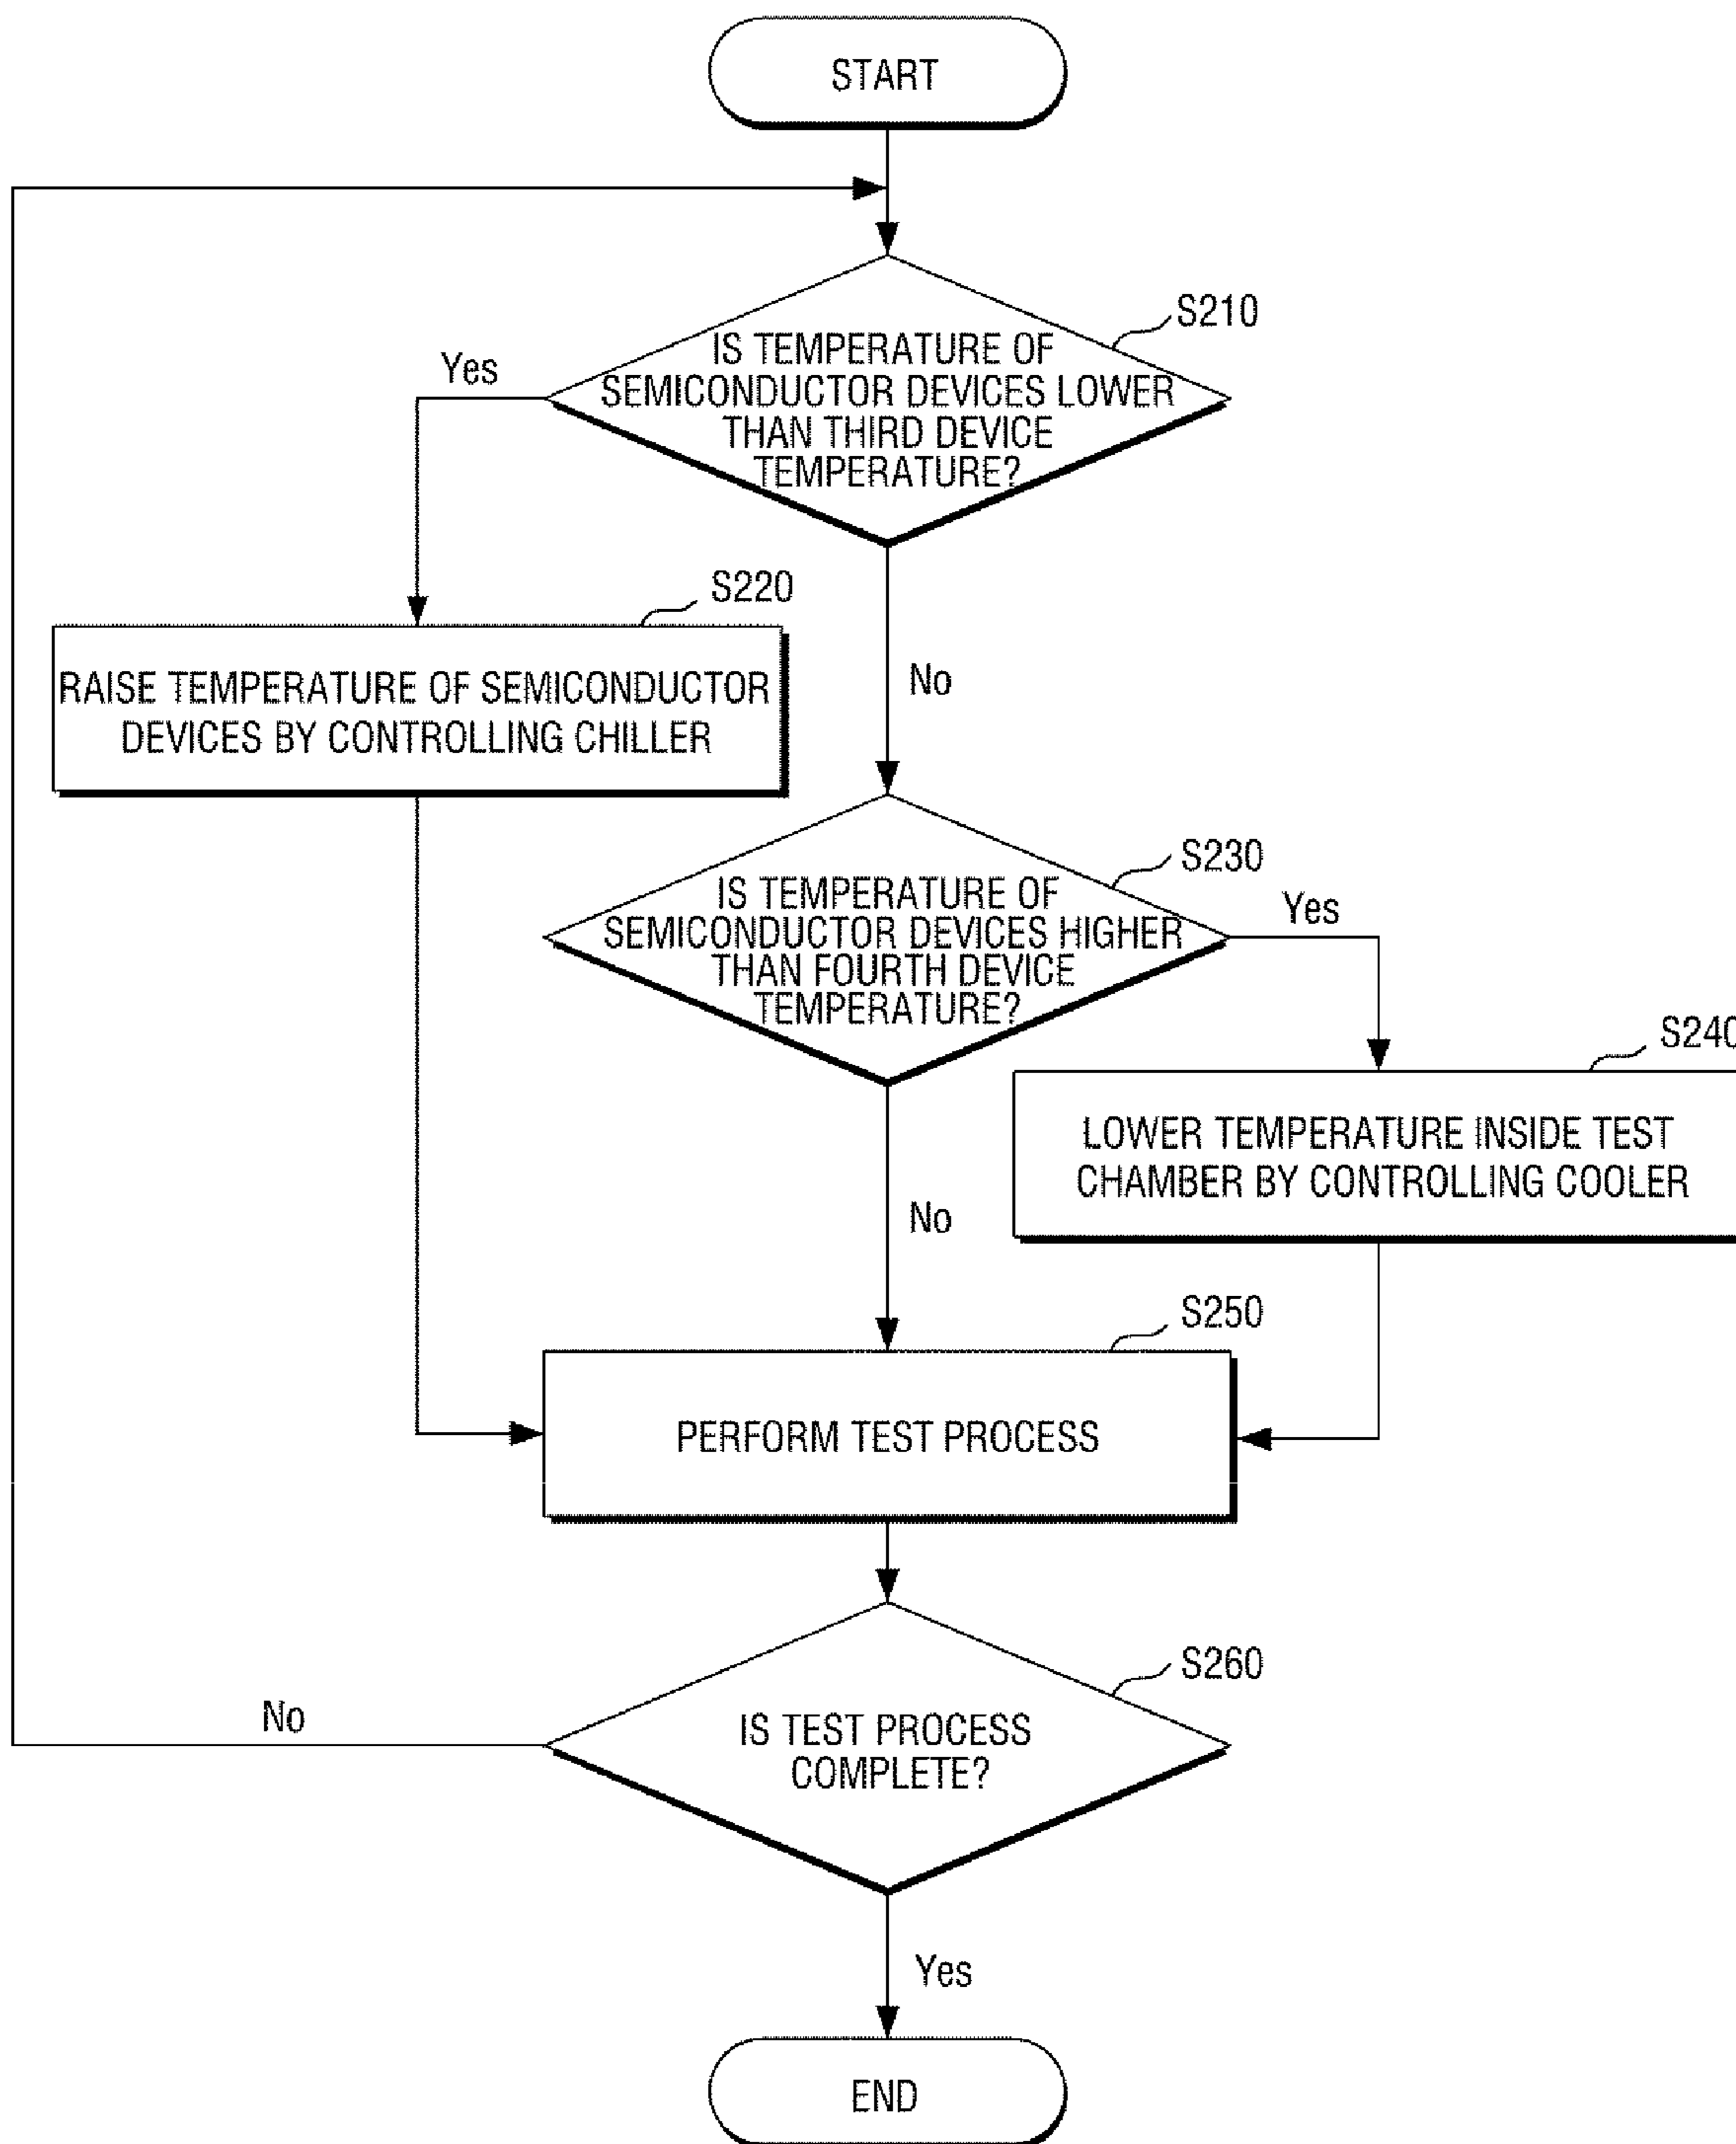 START
S210
IS TEMPERATURE OF
SEMICONDUCTOR DEVICES LOWER
THAN THIRD DEVICE
TEMPERATURE?
Yes
No
S220
RAISE TEMPERATURE OF SEMICONDUCTOR
DEVICES BY CONTROLLING CHILLER
S230
IS TEMPERATURE OF
SEMICONDUCTOR DEVICES HIGHER
THAN FOURTH DEVICE
TEMPERATURE?
Yes
No
S240
LOWER TEMPERATURE INSIDE TEST
CHAMBER BY CONTROLLING COOLER
S250
PERFORM TEST PROCESS
S260
IS TEST PROCESS
COMPLETE?
No
Yes
END